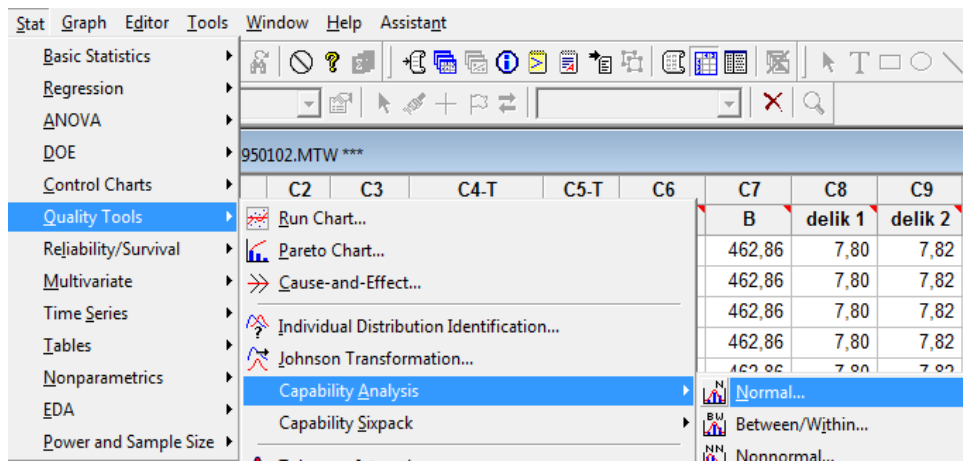 Stat Graph Editor Tools Window Help Assistant
Basic Statistics
Regression
ANOVA
DOE
950102.MTW ***
Control Charts
C2 C3 C4-T C5-T C6 C7 C8 C9
Quality Tools
Run Chart...
B delik 1 delik 2
Reliability/Survival
Pareto Chart...
462,86 7,80 7,82
Multivariate
Cause-and-Effect...
462,86 7,80 7,82
Time Series
Individual Distribution Identification...
462,86 7,80 7,82
Tables
Johnson Transformation...
462,86 7,80 7,82
Nonparametrics
Capability Analysis
Normal...
EDA
Capability Sixpack
Between/Within...
Power and Sample Size
Nonnormal...